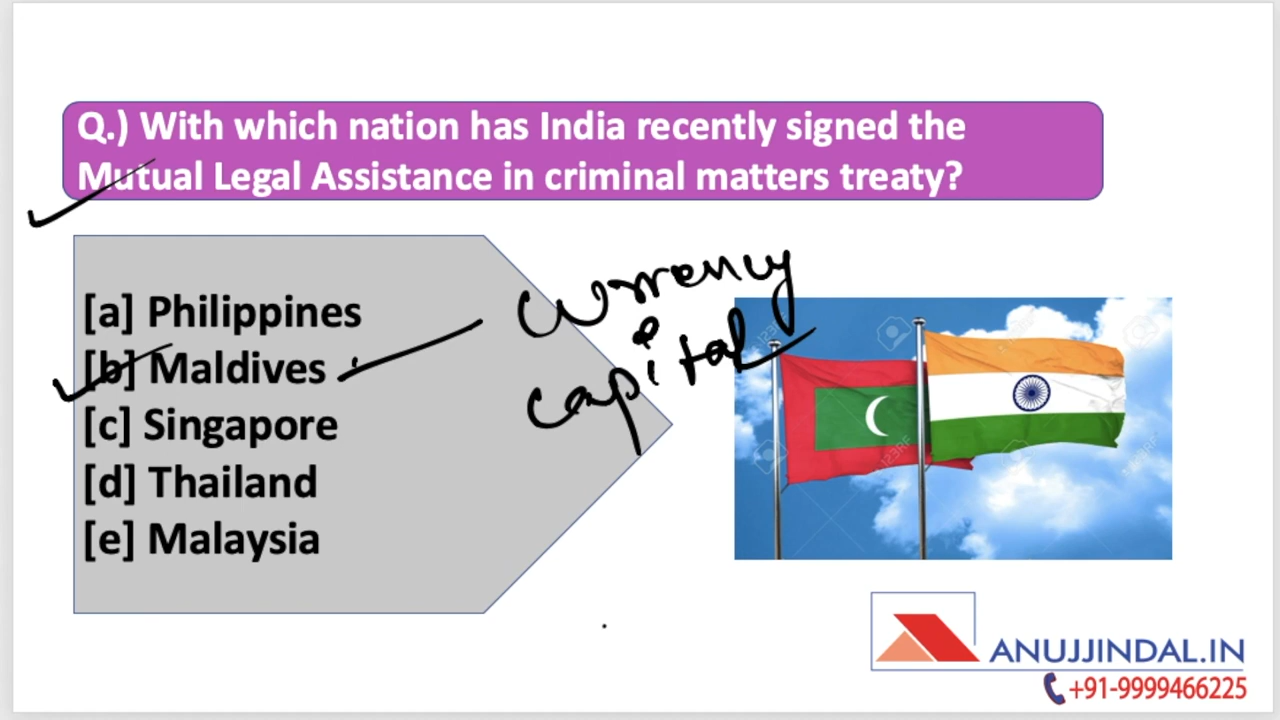 Q.) With which nation has India recently signed the
Mutual Legal Assistance in criminal matters treaty?
[a] Philippines
[b] Maldives
[c] Singapore
[d] Thailand
[e] Malaysia
Currency
capital
123RF
ANUJJINDAL.IN
+91-9999466225